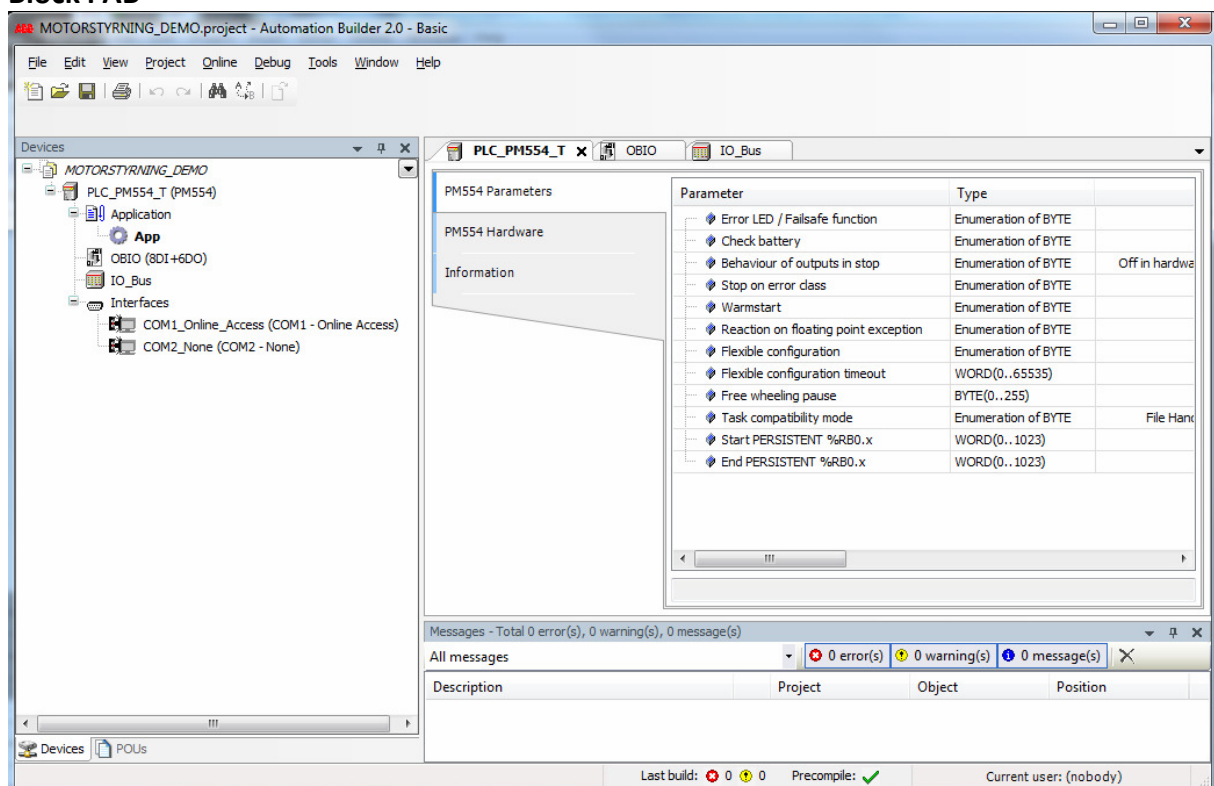 MOTORSTYRNING_DEMO.project - Automation Builder 2.0 - Basic
File Edit View Project Online Debug Tools Window Help
Devices
MOTORSTYRNING_DEMO
PLC_PM554_T (PM554)
Application
App
OBIO (8DI+6DO)
IO_Bus
Interfaces
COM1_Online_Access (COM1 - Online Access)
COM2_None (COM2 - None)
Devices POUs
PLC_PM554_T OBIO IO_Bus
PM554 Parameters
PM554 Hardware
Information
Parameter Type
Error LED / Failsafe function Enumeration of BYTE
Check battery Enumeration of BYTE
Behaviour of outputs in stop Enumeration of BYTE Off in hardwa
Stop on error class Enumeration of BYTE
Warmstart Enumeration of BYTE
Reaction on floating point exception Enumeration of BYTE
Flexible configuration Enumeration of BYTE
Flexible configuration timeout WORD(0..65535)
Free wheeling pause BYTE(0..255)
Task compatibility mode Enumeration of BYTE File Hand
Start PERSISTENT %RB0.x WORD(0..1023)
End PERSISTENT %RB0.x WORD(0..1023)
Messages - Total 0 error(s), 0 warning(s), 0 message(s)
All messages 0 error(s) 0 warning(s) 0 message(s)
Description Project Object Position
Last build: 0 0 Precompile: Current user: (nobody)